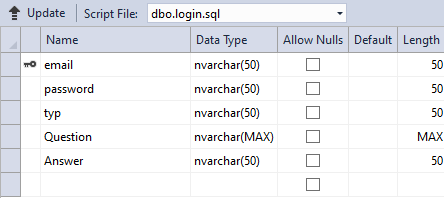 Update Script File: dbo.login.sql
Name Data Type Allow Nulls Default Length
email nvarchar(50) 50
password nvarchar(50) 50
typ nvarchar(50) 50
Question nvarchar(MAX) MAX
Answer nvarchar(50) 50